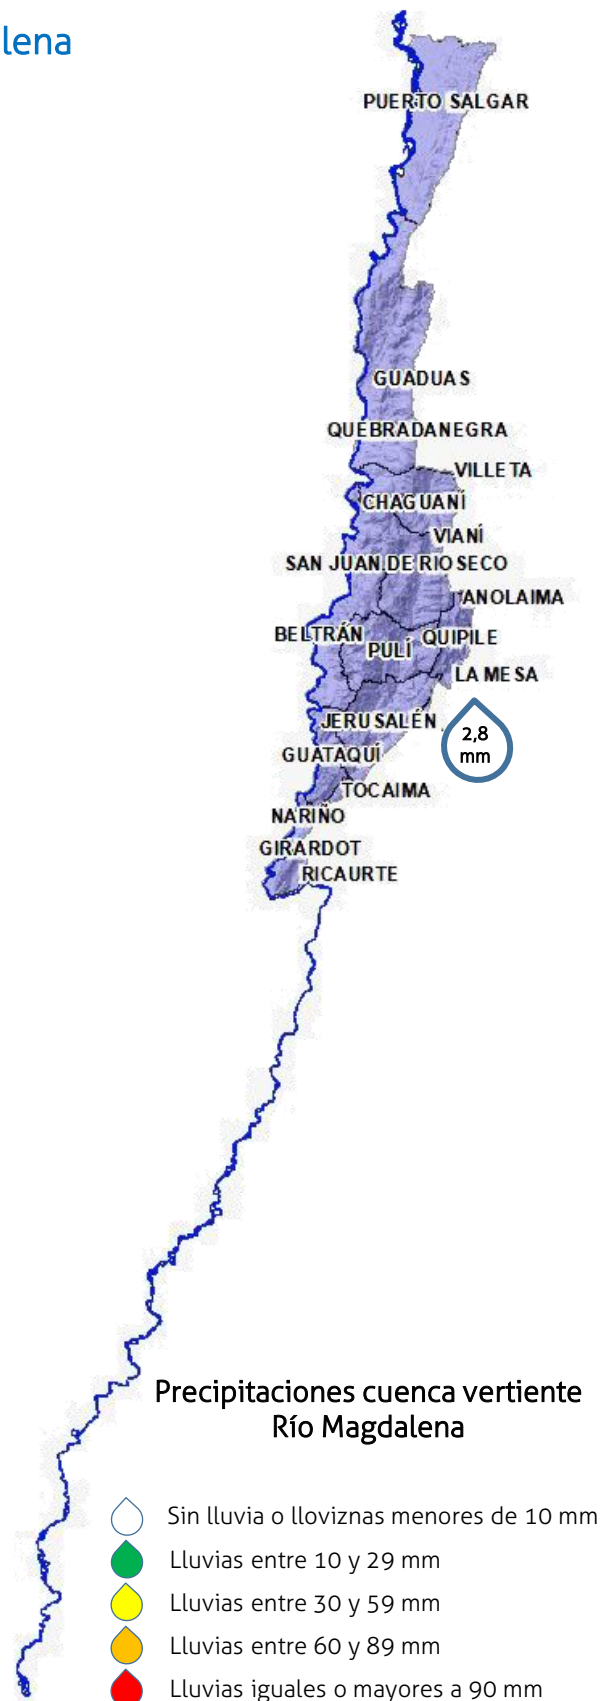 lena
PUERTO SALGAR
GUADUAS
QUEBRADANEGRA
VILLETA
CHAGUANÍ
VIANÍ
SAN JUAN DE RIO SECO
ANOLAIMA
BELTRÁN
QUIPILE
PULÍ
LA MESA
JERUSALÉN
2,8
mm
GUATAQUÍ
TOCAIMA
NARIÑO
GIRARDOT
RICAURTE
Precipitaciones cuenca vertiente
Río Magdalena
Sin lluvia o lloviznas menores de 10 mm
Lluvias entre 10 y 29 mm
Lluvias entre 30 y 59 mm
Lluvias entre 60 y 89 mm
Lluvias iguales o mayores a 90 mm